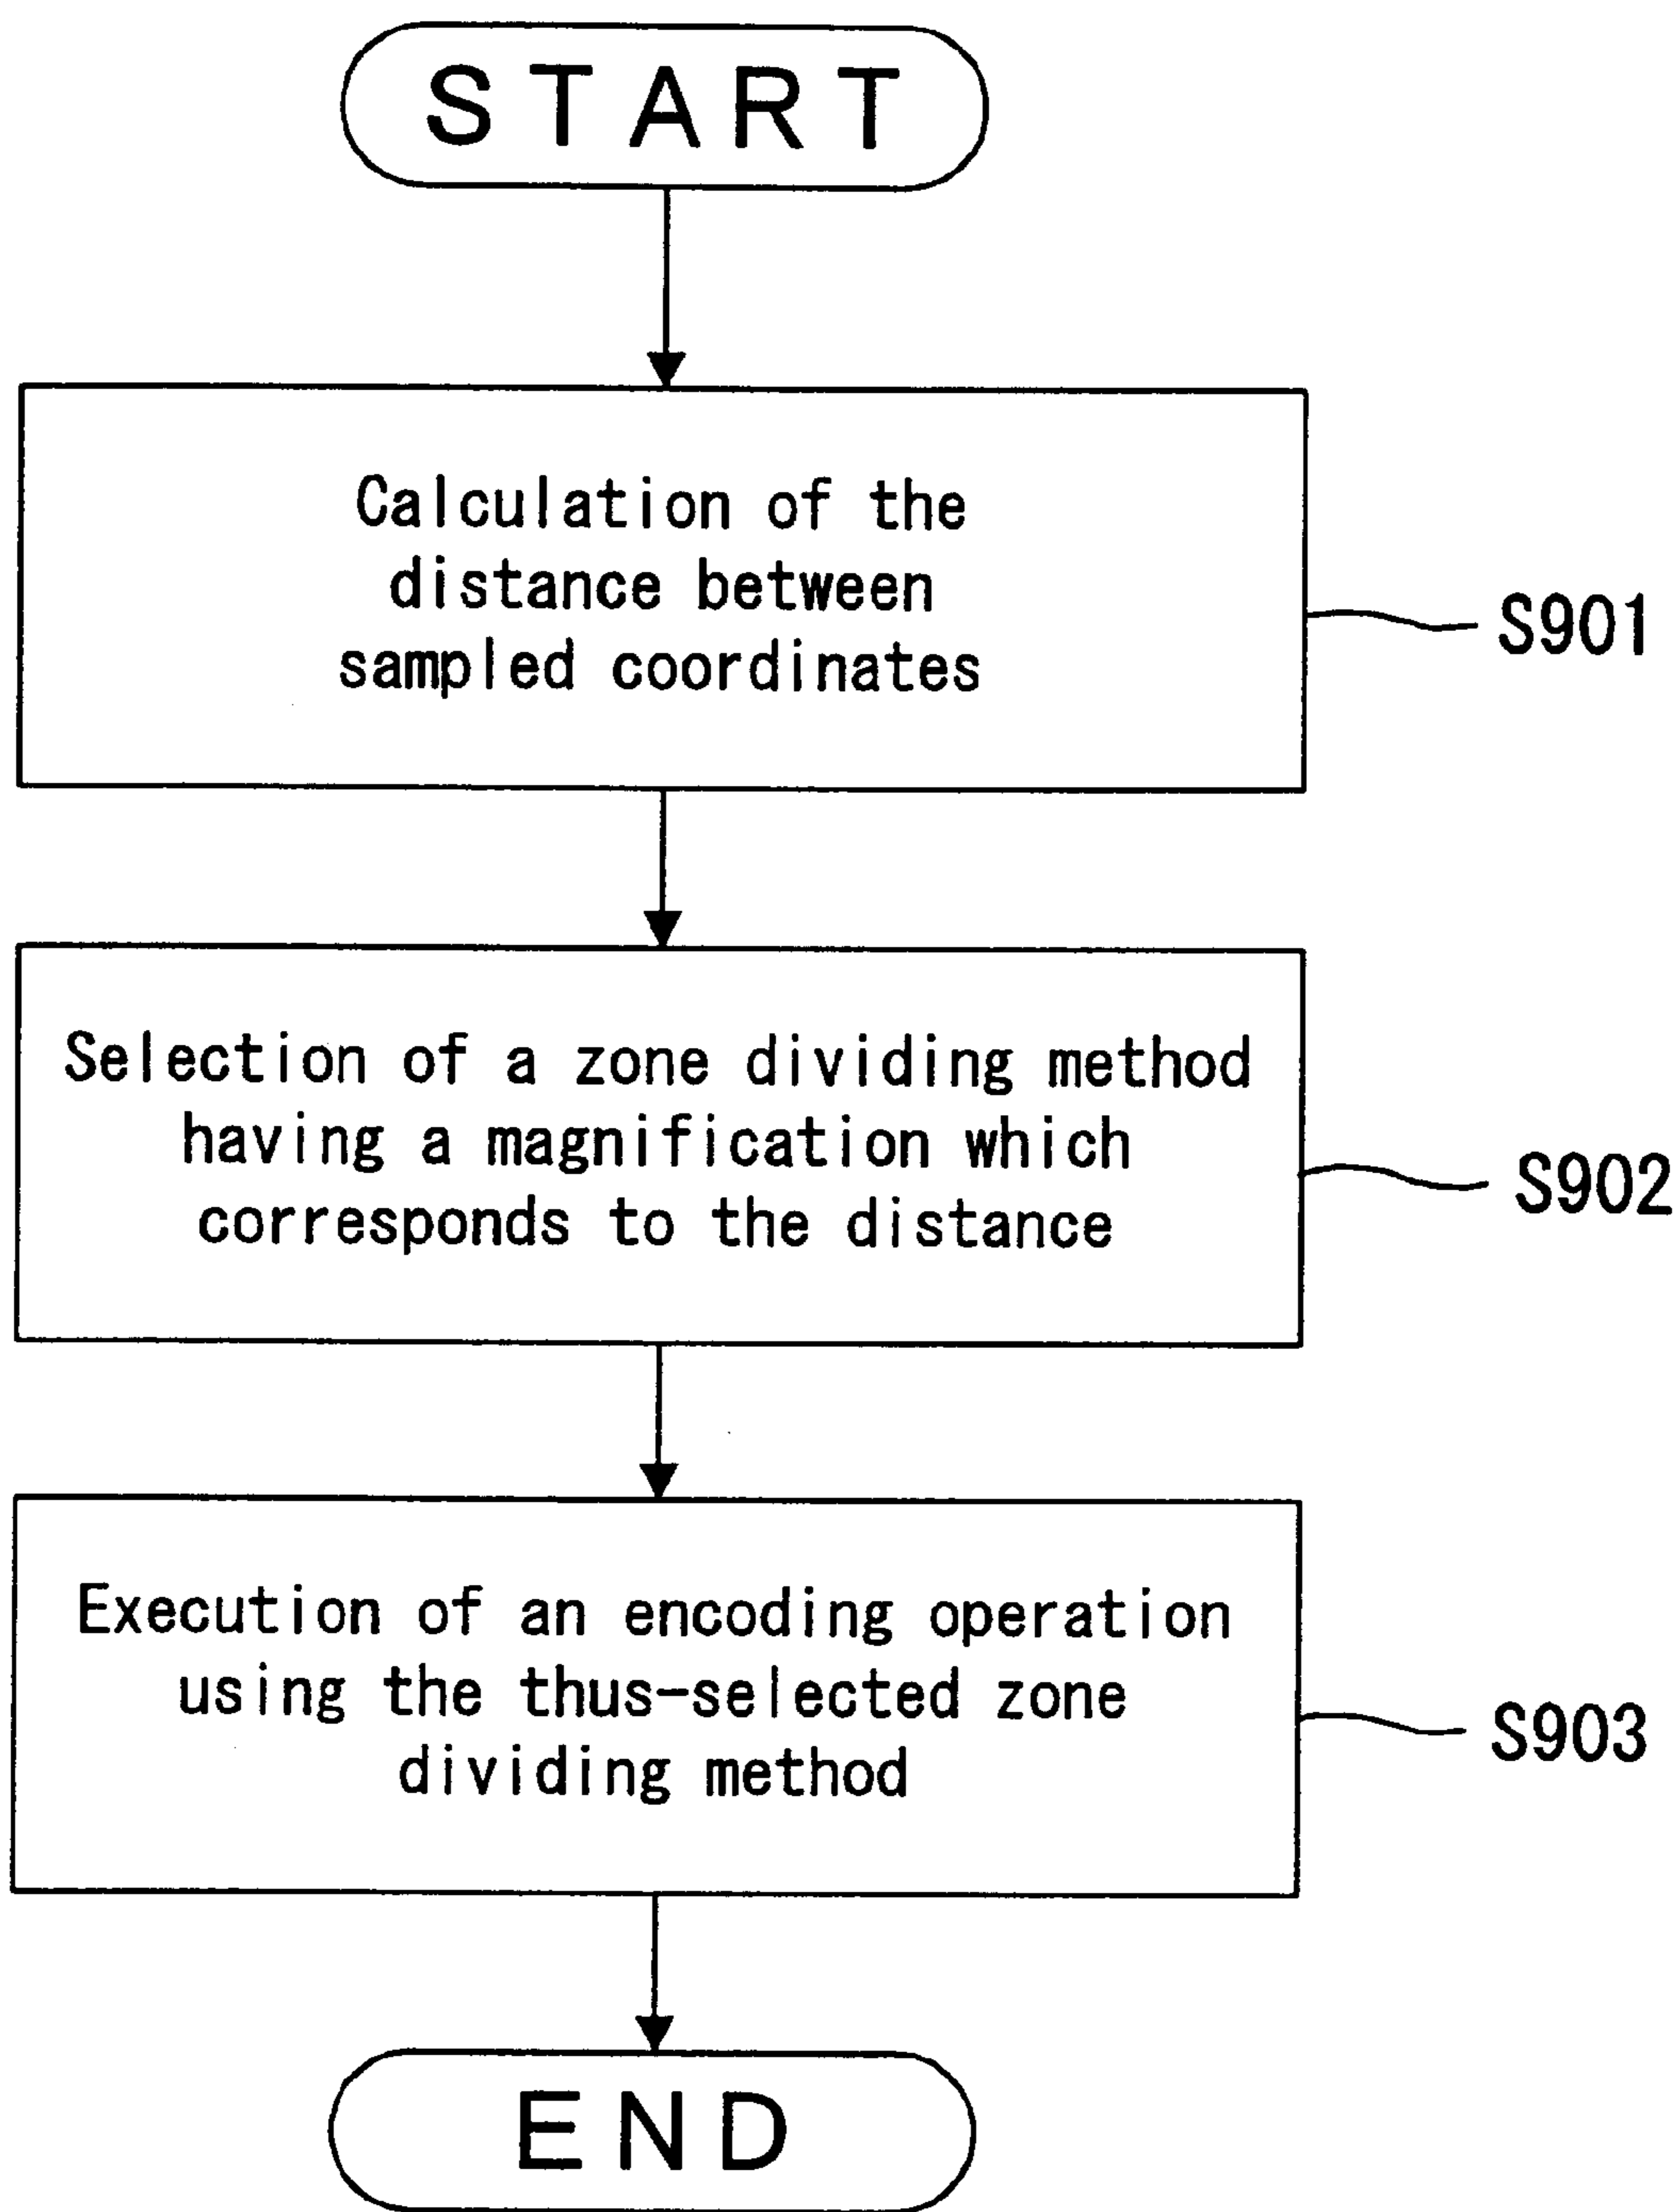 START
Calculation of the
distance between
sampled coordinates
S901
Selection of a zone dividing method
having a magnification which
corresponds to the distance
S902
Execution of an encoding operation
using the thus-selected zone
dividing method
S903
END